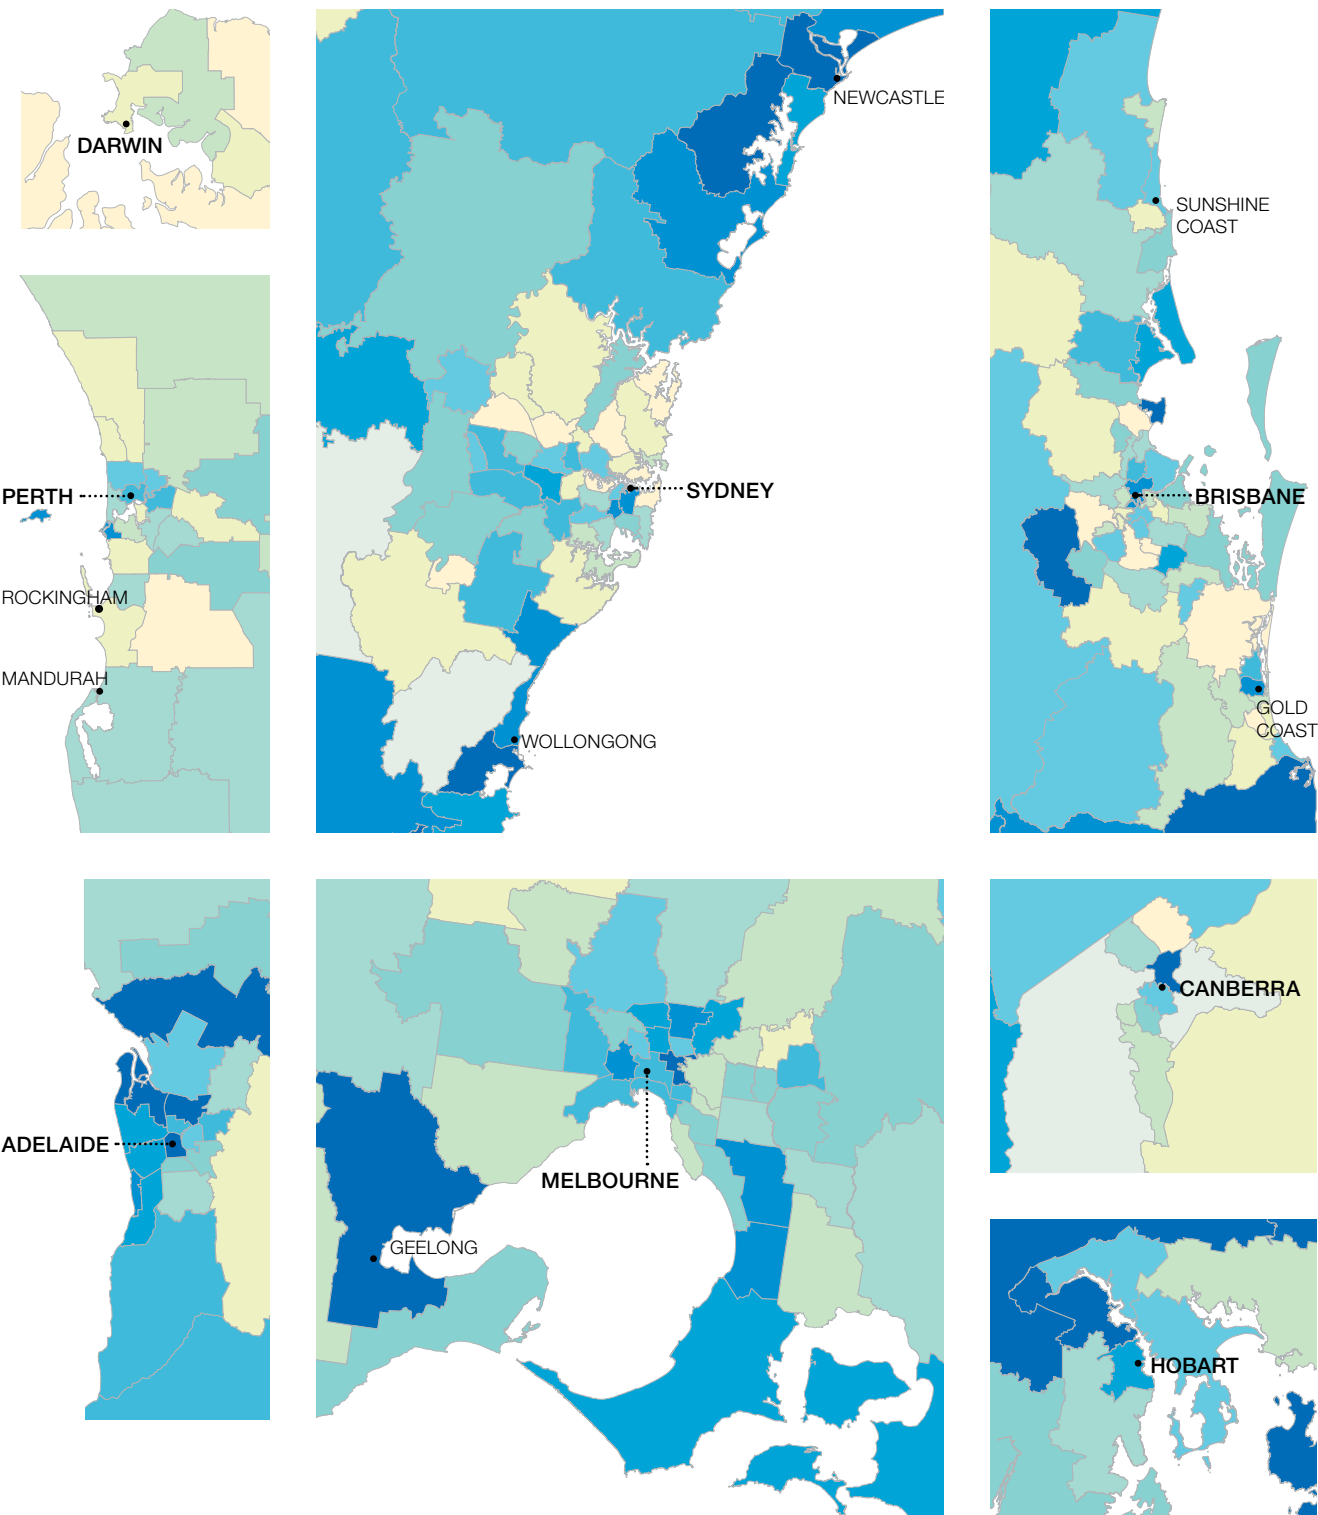 DARWIN
NEWCASTLE
SUNSHINE
COAST
PERTH
SYDNEY
BRISBANE
ROCKINGHAM
MANDURAH
WOLLONGONG
GOLD
COAST
ADELAIDE
MELBOURNE
GEELONG
CANBERRA
HOBART